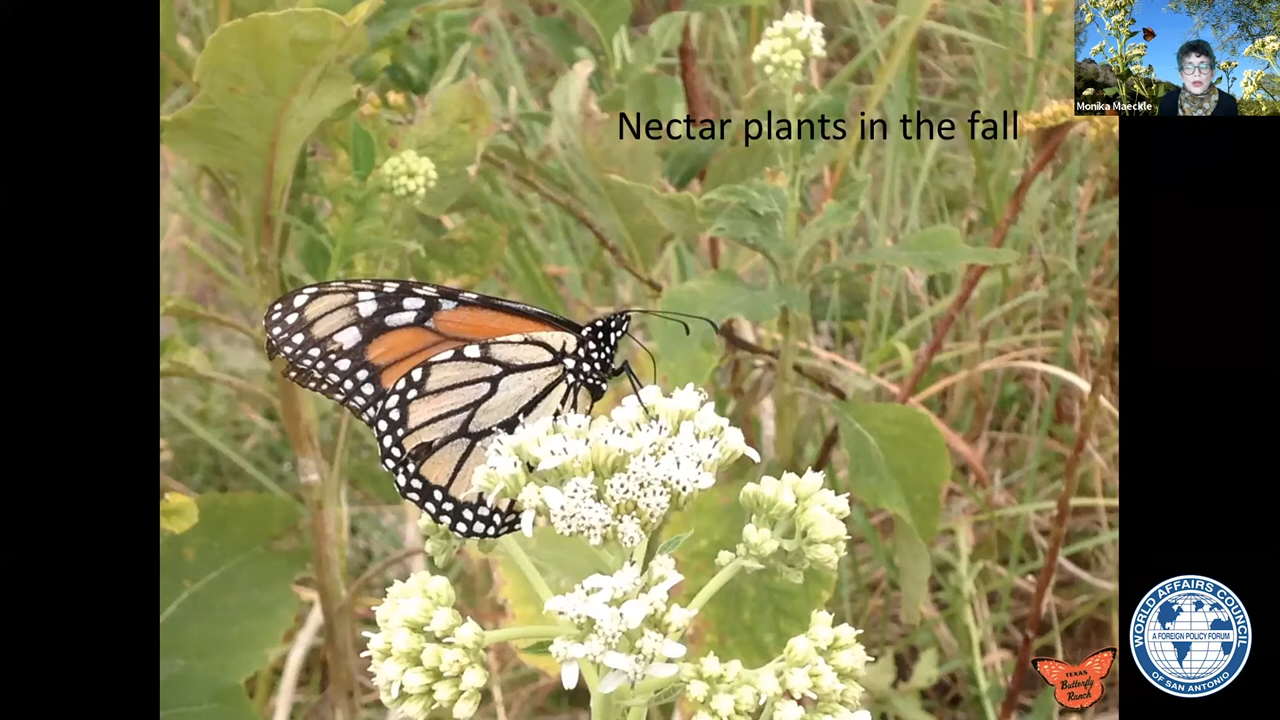 Monika Maeckle
Nectar plants in the fall
WORLD AFFAIRS COUNCIL
A FOREIGN POLICY FORUM
OF SAN ANTONIO
TEXAS
Butterfly
Ranch